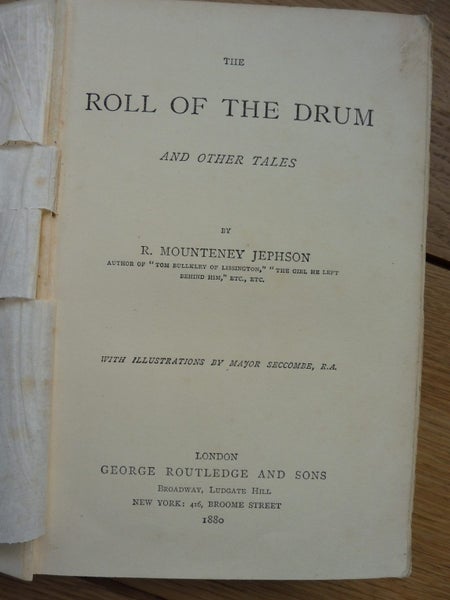 THE
ROLL OF THE DRUM
AND OTHER TALES
BY
R. MOUNTENEY JEPHSON
AUTHOR OF "TOM BULLKLEY OF LISSINGTON," "THE GIRL HE LEFT
BEHIND HIM," ETC., ETC.
WITH ILLUSTRATIONS BY MAJOR SECCOMBE, R.A.
LONDON
GEORGE ROUTLEDGE AND SONS
BROADWAY, LUDGATE HILL
NEW YORK: 416, BROOME STREET
1880